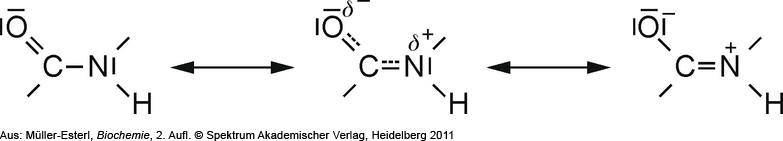 O δ− O δ+ O −
C N C N C N +
H H H
Aus: Müller-Esterl, Biochemie, 2. Aufl. © Spektrum Akademischer Verlag, Heidelberg 2011